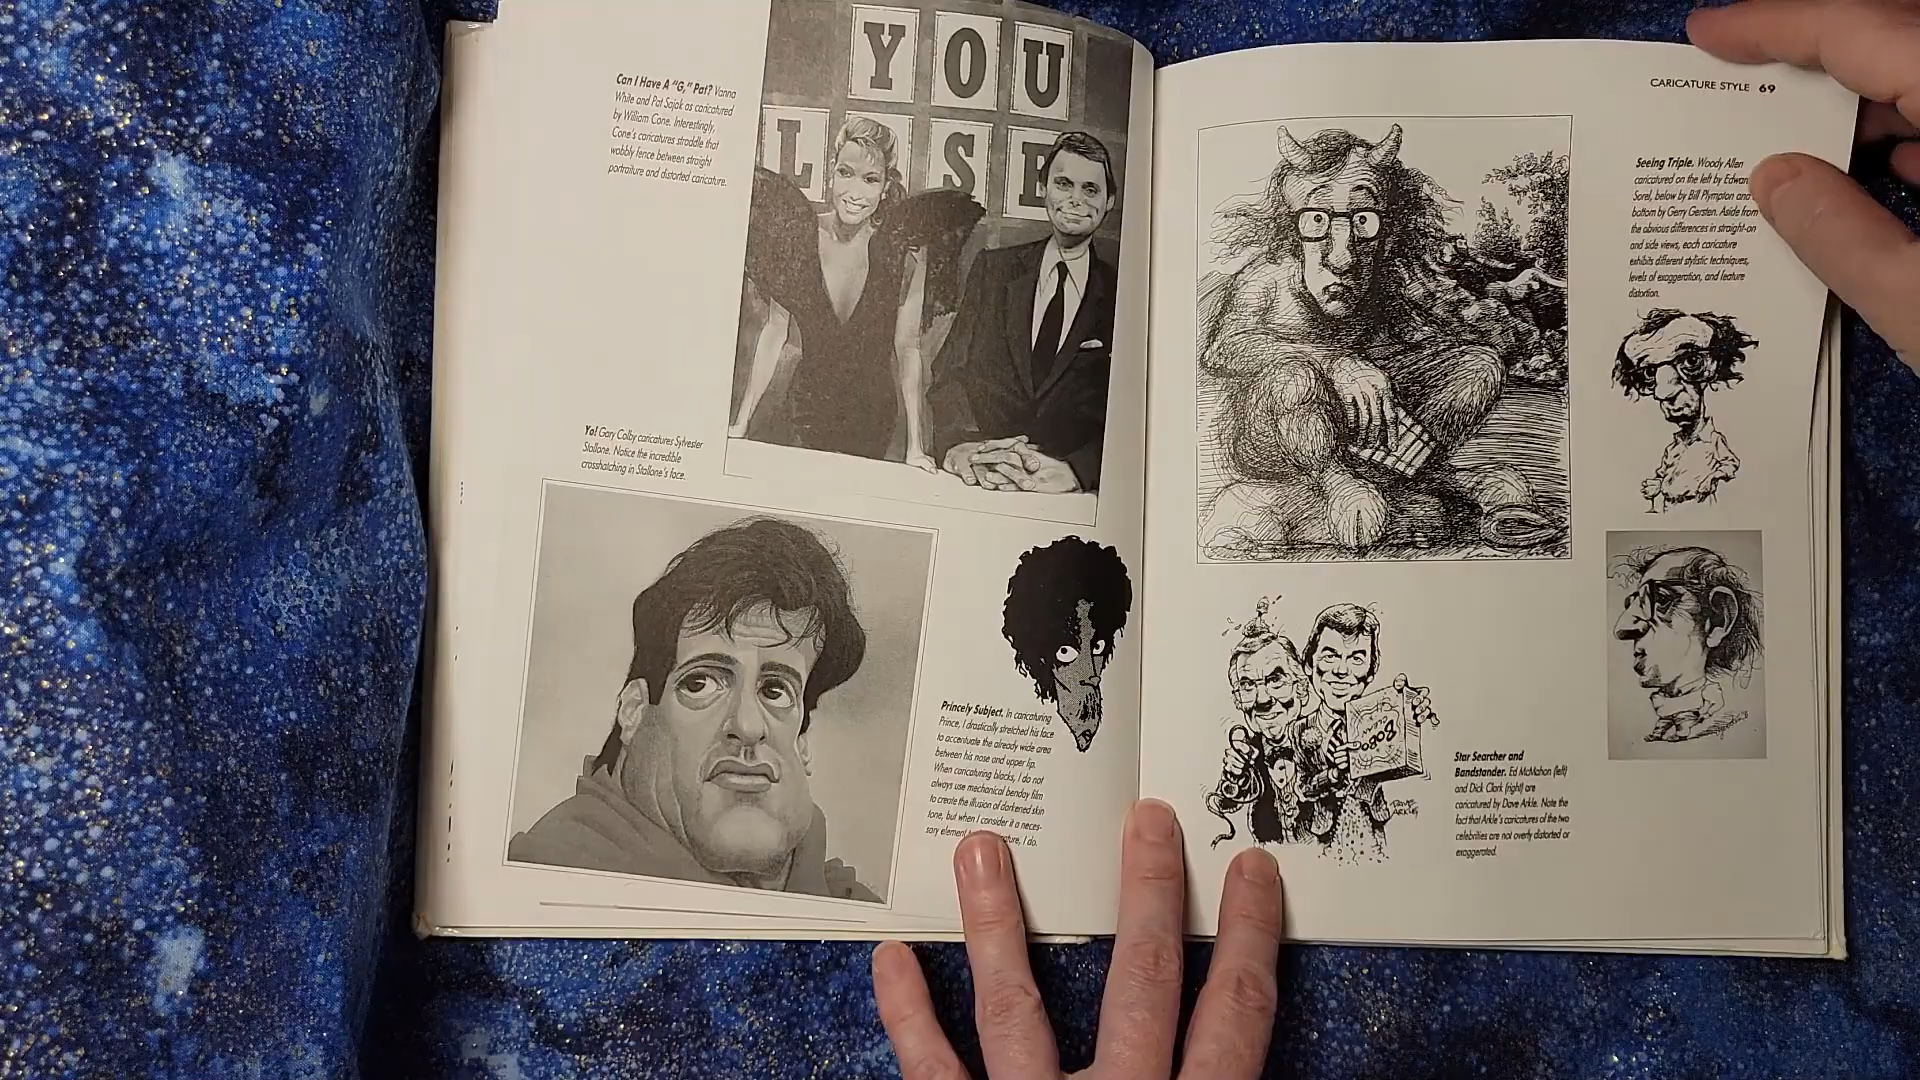 Can I Have A "G," Pat? Vanna
White and Pat Sajak as caricatured
by William Cone. Interestingly,
Cone's caricatures straddle that
wobbly fence between straight
portraiture and distorted caricature.
YOU
L SE
Yo! Gary Colby caricatures Sylvester
Stallone. Notice the incredible
crosshatching in Stallone's face.
Princely Subject. In caricaturing
Prince, I drastically stretched his face
to accentuate the already wide area
between his nose and upper lip.
When caricaturing blacks, I do not
always use mechanical benday film
to create the illusion of darkened skin
tone, but when I consider it a neces-
sary element I do.
CARICATURE STYLE 69
Seeing Triple. Woody Allen
caricatured on the left by Edwar
Sorel, below by Bill Plympton and
bottom by Gerry Gersten. Aside from
the obvious differences in straight-on
and side views, each caricature
exhibits different stylistic techniques,
levels of exaggeration, and feature
distortion.
BoBo
DAVE
ARKLE
Star Searcher and
Bandstander. Ed McMahon (left)
and Dick Clark (right) are
caricatured by Dave Arkle. Note the
fact that Arkle's caricatures of the two
celebrities are not overly distorted or
exaggerated.